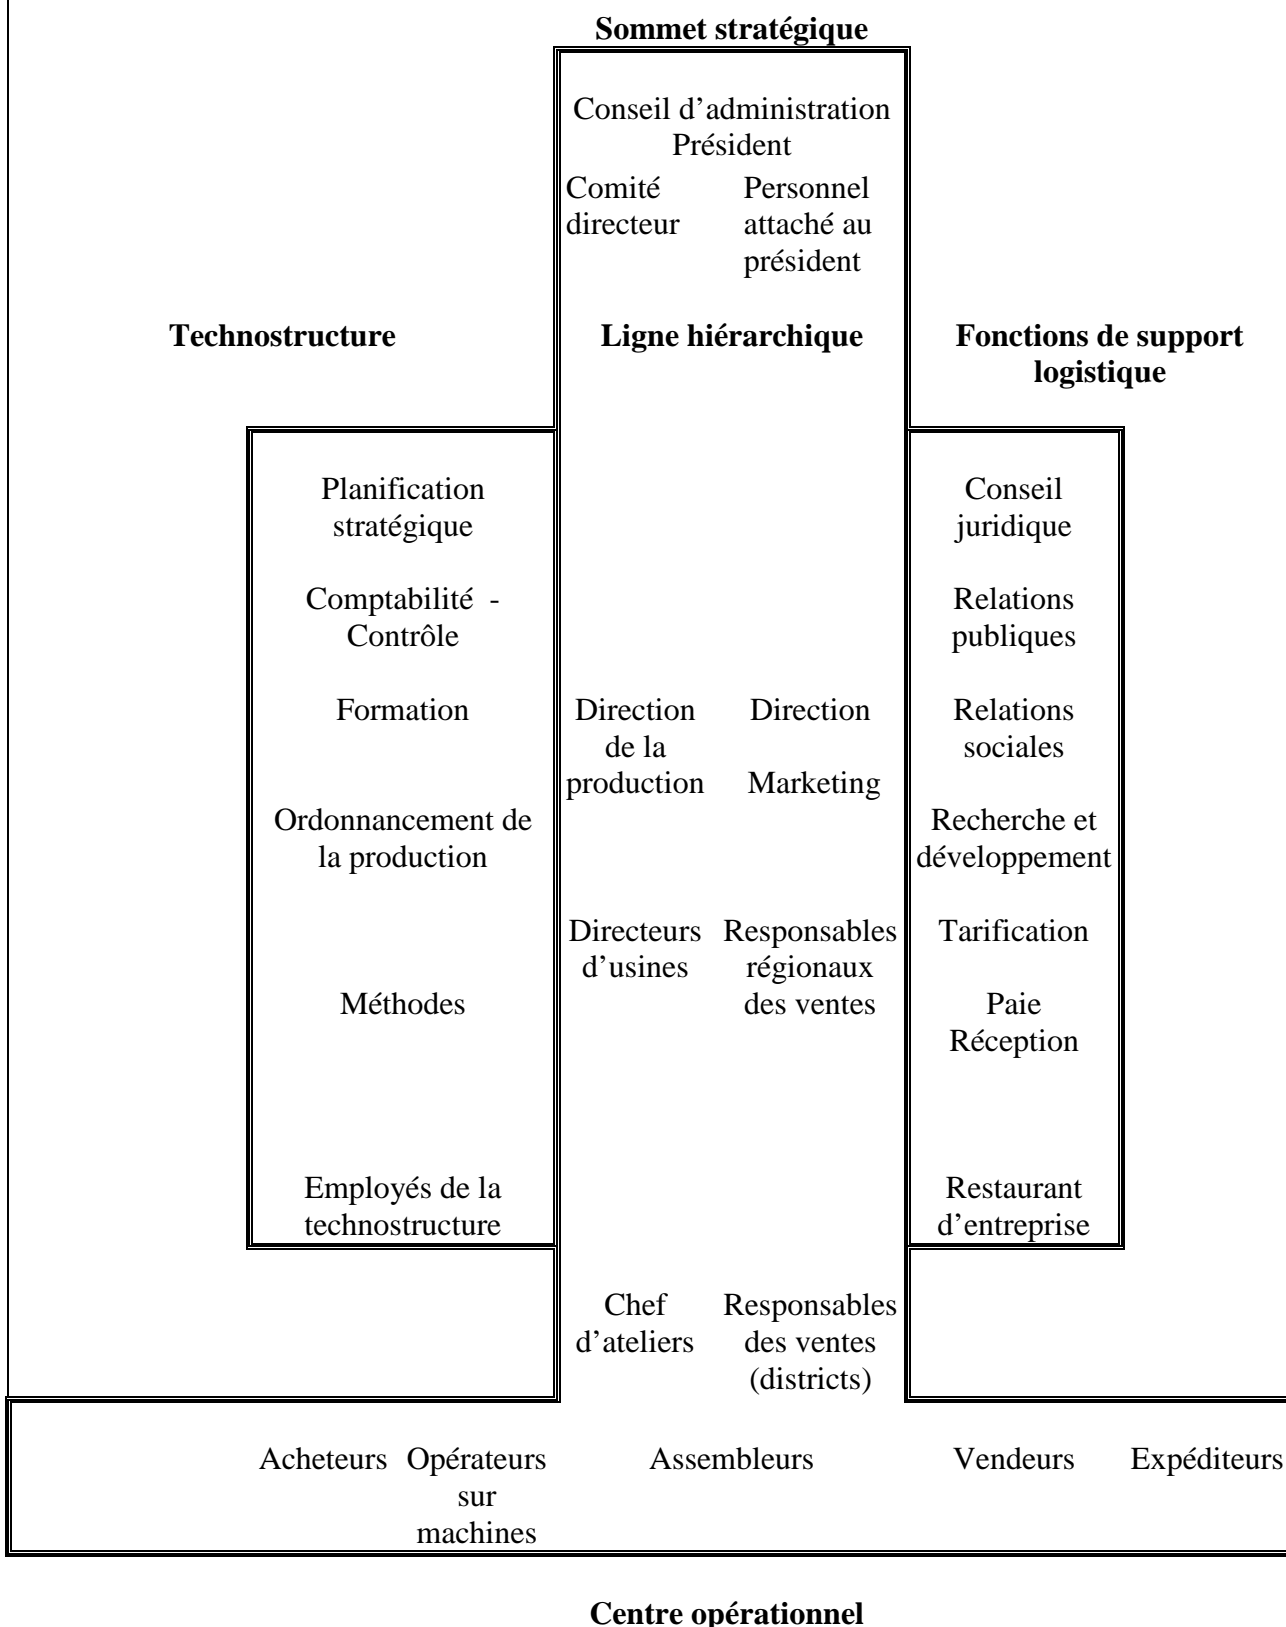 Sommet stratégique
Conseil d’administration
Président
Comité
directeur
Personnel
attaché au
président
Technostructure
Ligne hiérarchique
Fonctions de support
logistique
Planification
stratégique
Comptabilité -
Contrôle
Formation
Ordonnancement de
la production
Méthodes
Employés de la
technostructure
Direction
de la
production
Direction
Marketing
Directeurs
d’usines
Responsables
régionaux
des ventes
Chef
d’ateliers
Responsables
des ventes
(districts)
Conseil
juridique
Relations
publiques
Relations
sociales
Recherche et
développement
Tarification
Paie
Réception
Restaurant
d’entreprise
Acheteurs
Opérateurs
sur
machines
Assembleurs
Vendeurs
Expéditeurs
Centre opérationnel